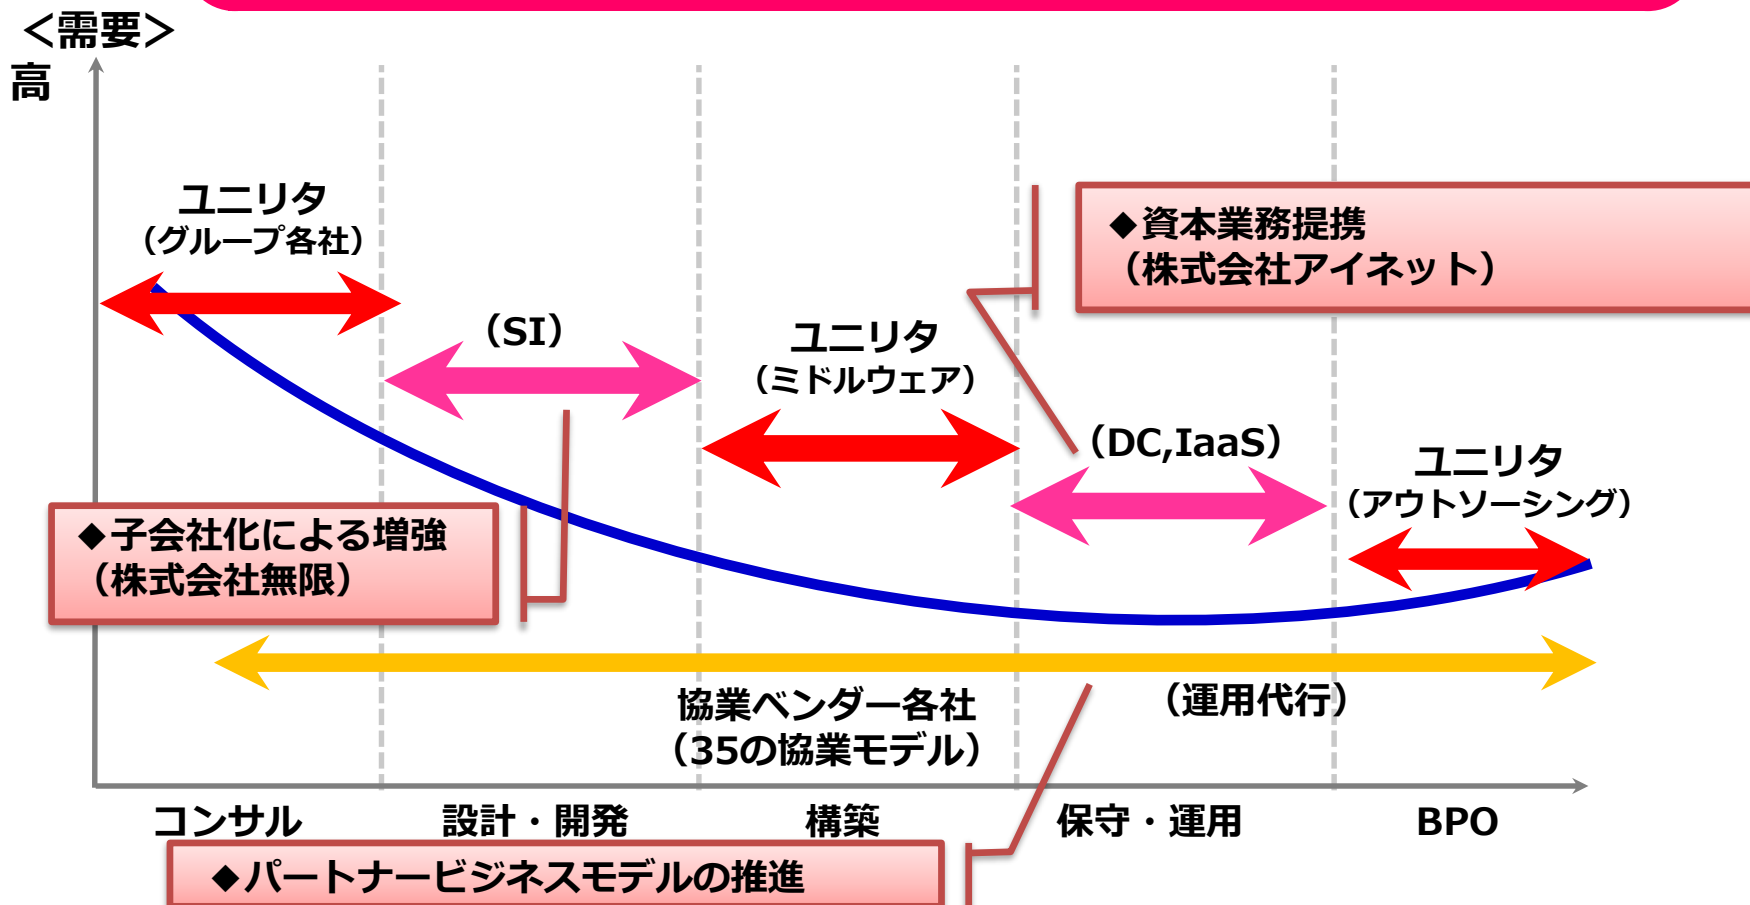 ＜需要＞
高
ユニリタ
（グループ各社）
（SI）
ユニリタ
（ミドルウェア）
◆資本業務提携
（株式会社アイネット）
（DC,IaaS）
ユニリタ
（アウトソーシング）
◆子会社化による増強
（株式会社無限）
協業ベンダー各社
（35の協業モデル）
（運用代行）
コンサル
設計・開発
構築
保守・運用
BPO
◆パートナービジネスモデルの推進